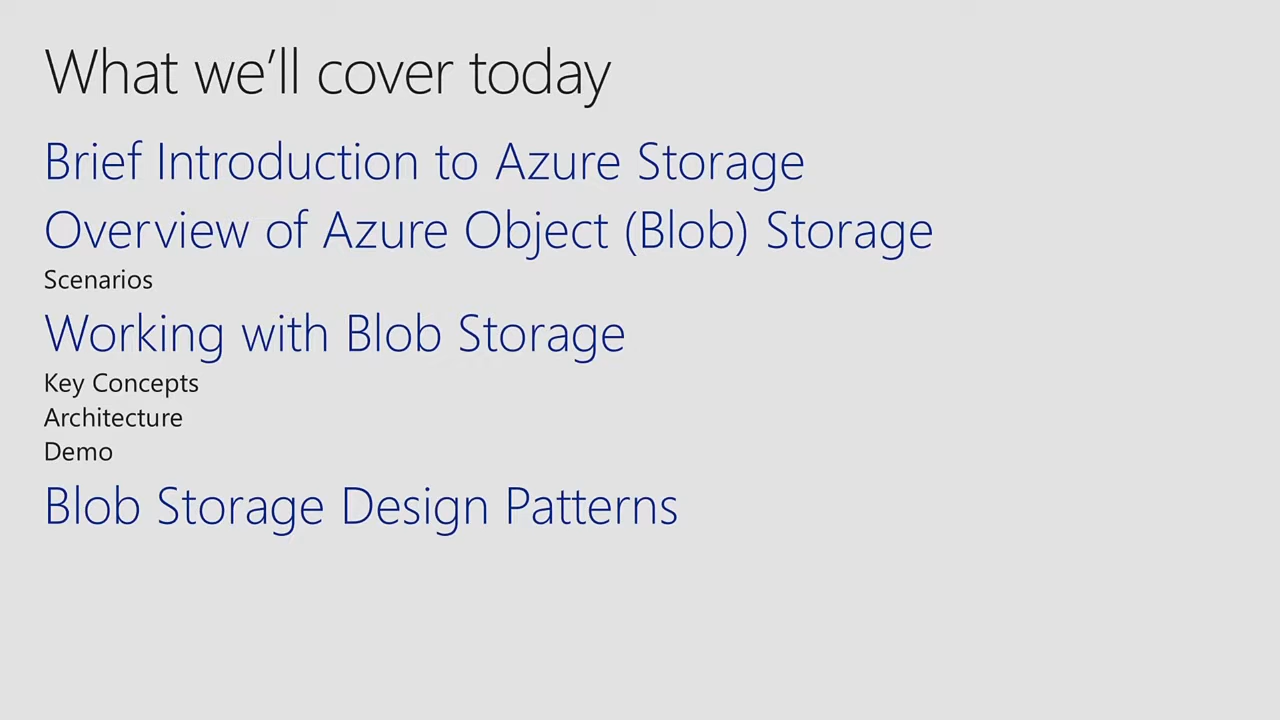 What we’ll cover today
Brief Introduction to Azure Storage
Overview of Azure Object (Blob) Storage
Scenarios
Working with Blob Storage
Key Concepts
Architecture
Demo
Blob Storage Design Patterns